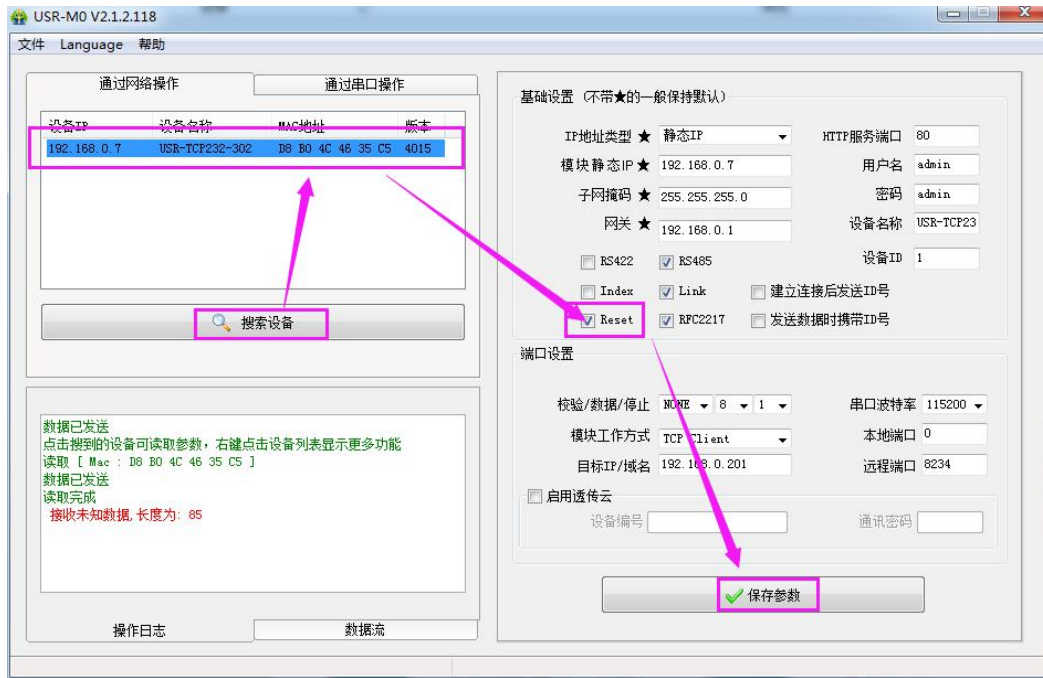 USR-M0 V2.1.2.118
文件 Language 帮助
通过网络操作 通过串口操作
设备IP 设备名称 MAC地址 版本
192.168.0.7 USR-TCP232-302 D8 B0 4C 46 35 C5 4015
搜索设备
数据已发送
点击搜到的设备可读取参数，右键点击设备列表显示更多功能
读取 [ Mac : D8 B0 4C 46 35 C5 ]
数据已发送
读取完成
接收未知数据,长度为: 85
操作日志 数据流
基础设置 (不带★的一般保持默认)
IP地址类型 ★ 静态IP HTTP服务端口 80
模块静态IP★ 192.168.0.7 用户名 admin
子网掩码 ★ 255.255.255.0 密码 admin
网关 ★ 192.168.0.1 设备名称 USR-TCP23
RS422 RS485 设备ID 1
Index Link 建立连接后发送ID号
Reset RFC2217 发送数据时携带ID号
端口设置
校验/数据/停止 NONE 8 1 串口波特率 115200
模块工作方式 TCP Client 本地端口 0
目标IP/域名 192.168.0.201 远程端口 8234
启用透传云
设备编号 通讯密码
保存参数